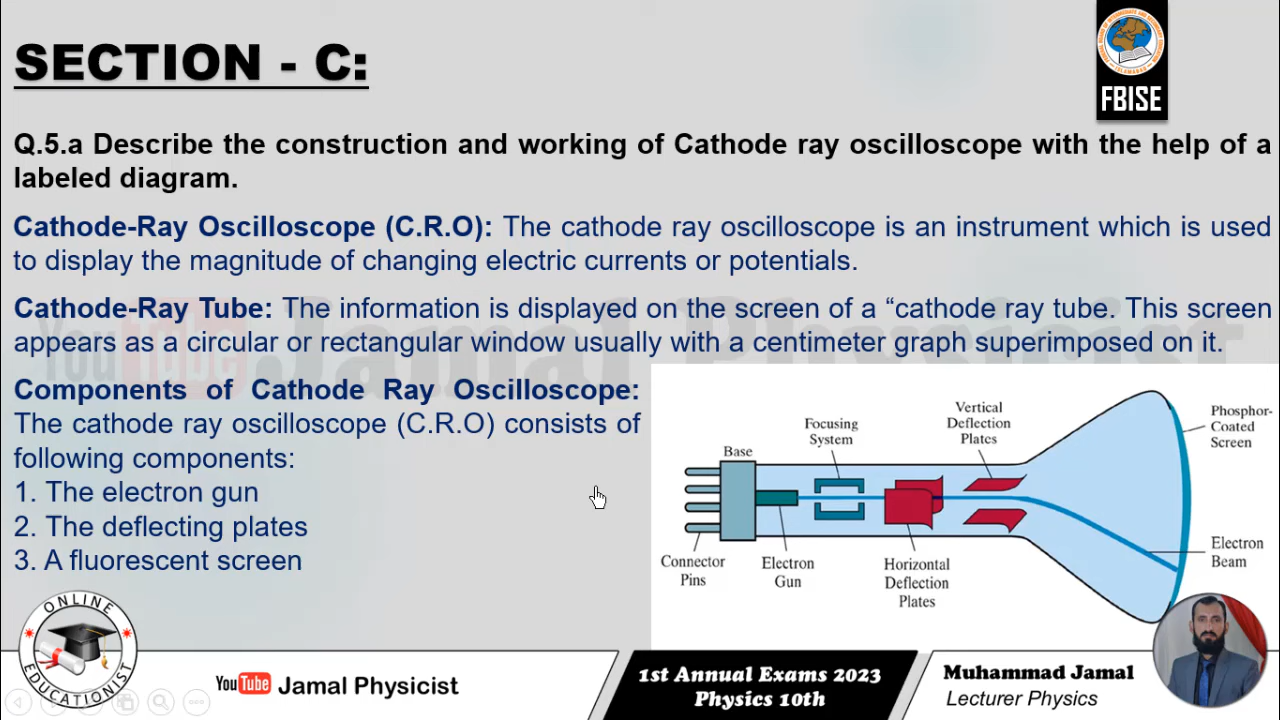 SECTION - C:
FBISE
Q.5.a Describe the construction and working of Cathode ray oscilloscope with the help of a
labeled diagram.
Cathode-Ray Oscilloscope (C.R.O): The cathode ray oscilloscope is an instrument which is used
to display the magnitude of changing electric currents or potentials.
Cathode-Ray Tube: The information is displayed on the screen of a “cathode ray tube. This screen
appears as a circular or rectangular window usually with a centimeter graph superimposed on it.
YouTube Jamal Physicist
Components of Cathode Ray Oscilloscope:
The cathode ray oscilloscope (C.R.O) consists of
following components:
1. The electron gun
2. The deflecting plates
3. A fluorescent screen
Base
Focusing
System
Vertical
Deflection
Plates
Phosphor-
Coated
Screen
Connector
Pins
Electron
Gun
Horizontal
Deflection
Plates
Electron
Beam
ONLINE
EDUCATIONIST
YouTube Jamal Physicist
1st Annual Exams 2023
Physics 10th
Muhammad Jamal
Lecturer Physics